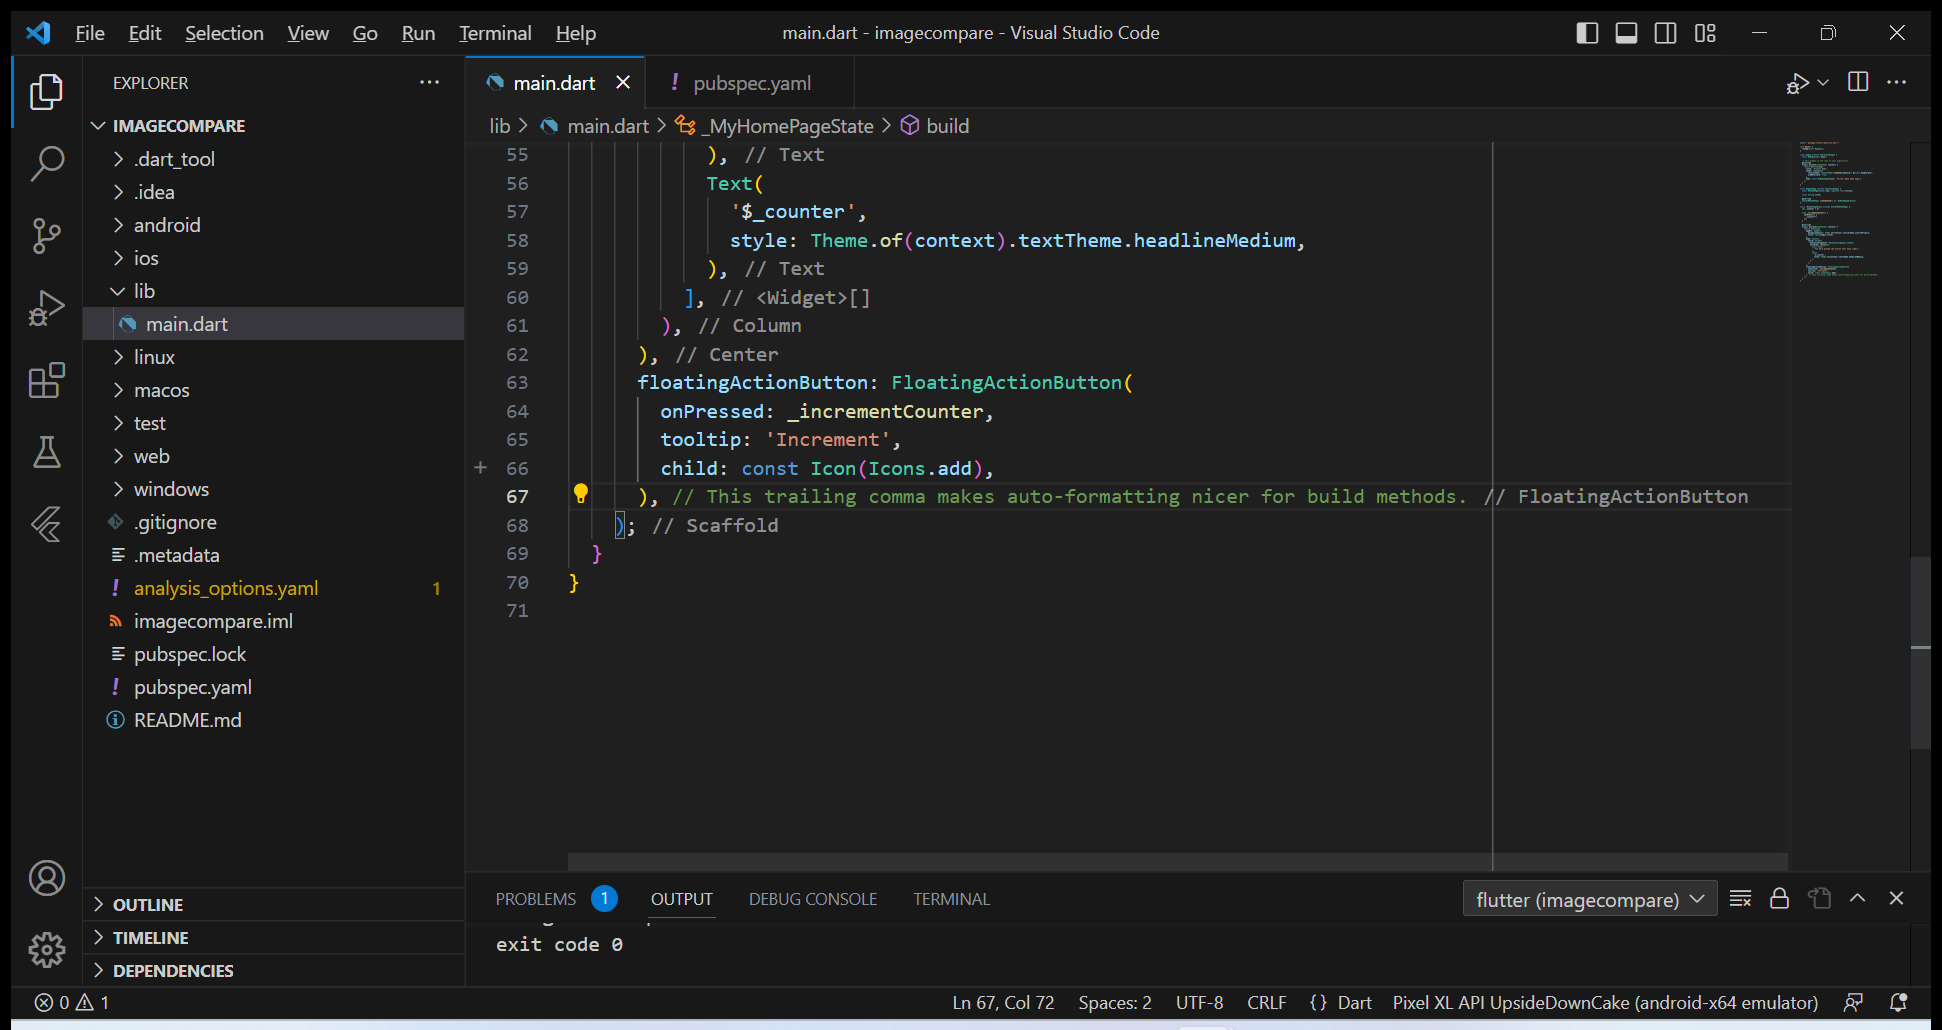 File Edit Selection View Go Run Terminal Help
main.dart - imagecompare - Visual Studio Code
EXPLORER
IMAGECOMPARE
.dart_tool
.idea
android
ios
lib
main.dart
linux
macos
test
web
windows
.gitignore
.metadata
analysis_options.yaml 1
imagecompare.iml
pubspec.lock
pubspec.yaml
README.md
OUTLINE
TIMELINE
DEPENDENCIES
main.dart
! pubspec.yaml
lib > main.dart > _MyHomePageState > build
55 ), // Text
56 Text(
57 '$_counter',
58 style: Theme.of(context).textTheme.headlineMedium,
59 ), // Text
60 ], // <Widget>[]
61 ), // Column
62 ), // Center
63 floatingActionButton: FloatingActionButton(
64 onPressed: _incrementCounter,
65 tooltip: 'Increment',
66 child: const Icon(Icons.add),
67 ), // This trailing comma makes auto-formatting nicer for build methods. // FloatingActionButton
68 ); // Scaffold
69 }
70 }
71
PROBLEMS 1 OUTPUT DEBUG CONSOLE TERMINAL
flutter (imagecompare)
exit code 0
0 1
Ln 67, Col 72 Spaces: 2 UTF-8 CRLF {} Dart Pixel XL API UpsideDownCake (android-x64 emulator)